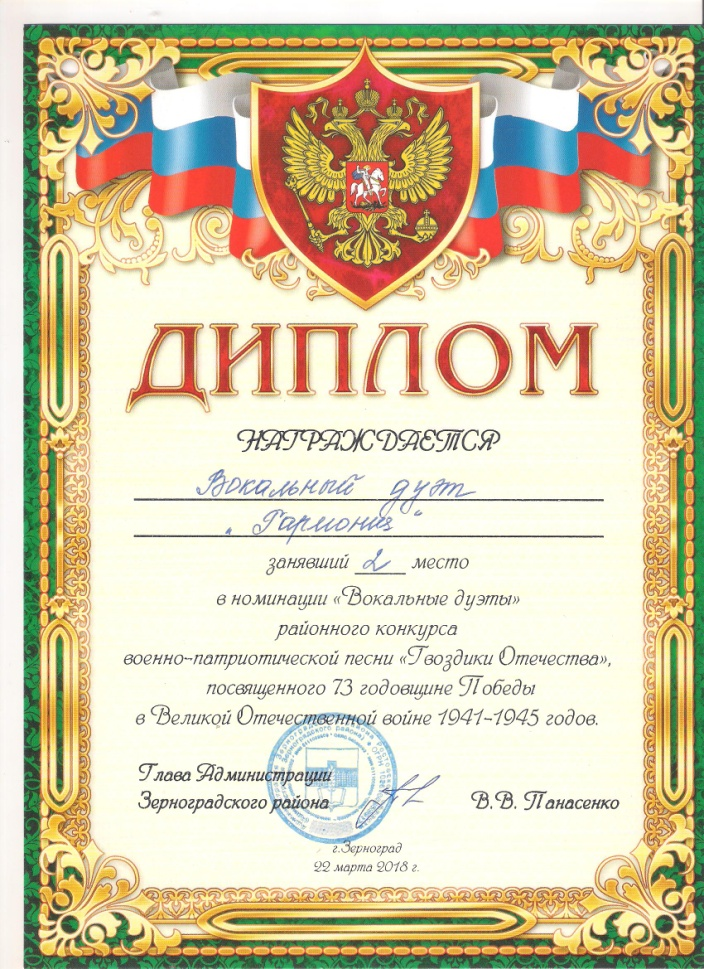 ДИПЛОМ
НАГРАЖДАЕТСЯ
Вокальный дуэт
"Гармония"
занявший 2 место
в номинации «Вокальные дуэты»
районного конкурса
военно-патриотической песни «Гвоздики Отечества»,
посвященного 73 годовщине Победы
в Великой Отечественной войне 1941-1945 годов.
Глава Администрации
Зерноградского района В.В. Панасенко
г.Зерноград
22 марта 2018 г.